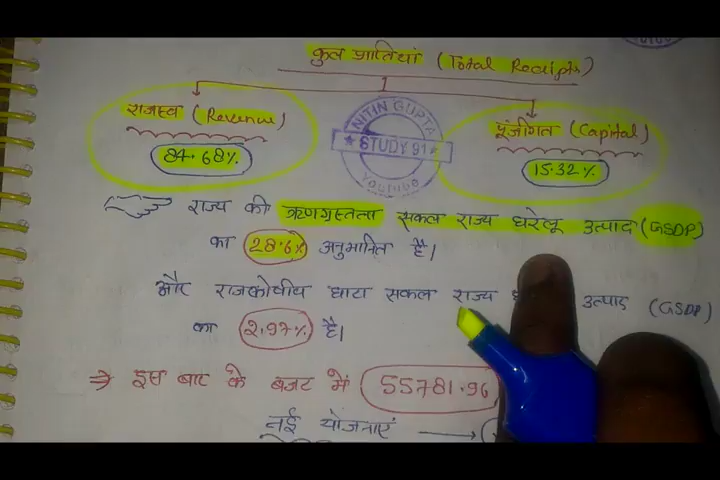 कुल प्राप्तियां (Total Receipts)
राजस्व (Revenue)
84.68%
पूंजीगत (Capital)
15.32%
NITIN GUPTA
★ STUDY 91 ★
YouTube
राज्य की ऋणग्रस्तता सकल राज्य घरेलू उत्पाद (GSDP)
का 28.6% अनुमानित है।
और राजकोषीय घाटा सकल राज्य उत्पाद (GSDP)
का 2.97% है।
⇒ इस बार के बजट में 55781.96
नई योजनाएं →